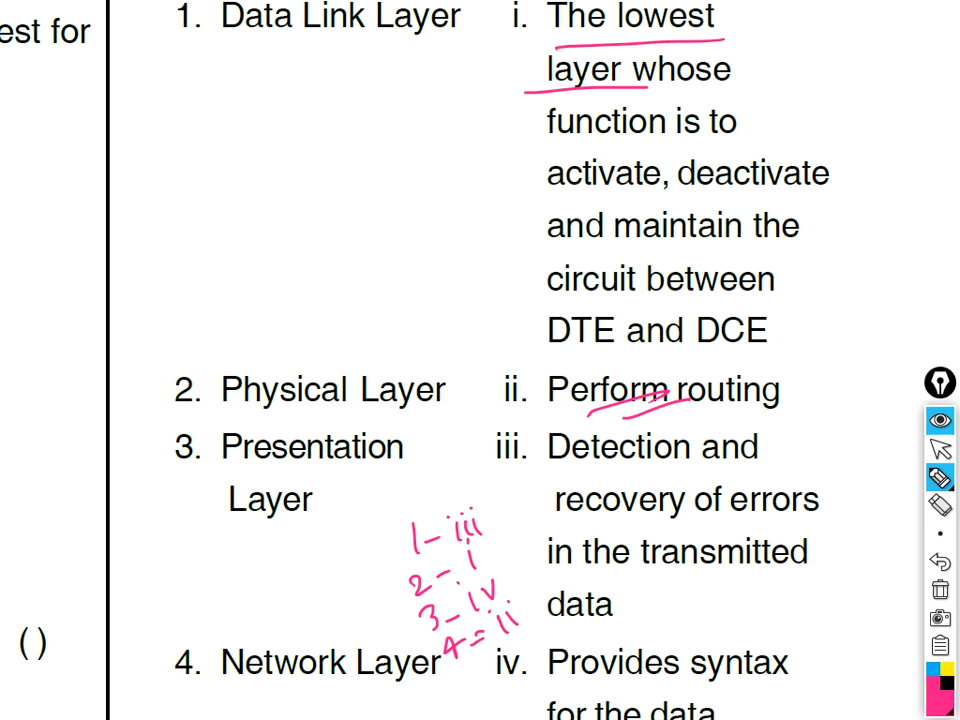 est for
1. Data Link Layer i. The lowest
layer whose
function is to
activate, deactivate
and maintain the
circuit between
DTE and DCE
2. Physical Layer ii. Perform routing
3. Presentation iii. Detection and
Layer recovery of errors
in the transmitted
data
1 - iii
2 - i
3 - iv
4 = ii
( )
4. Network Layer iv. Provides syntax
for the data